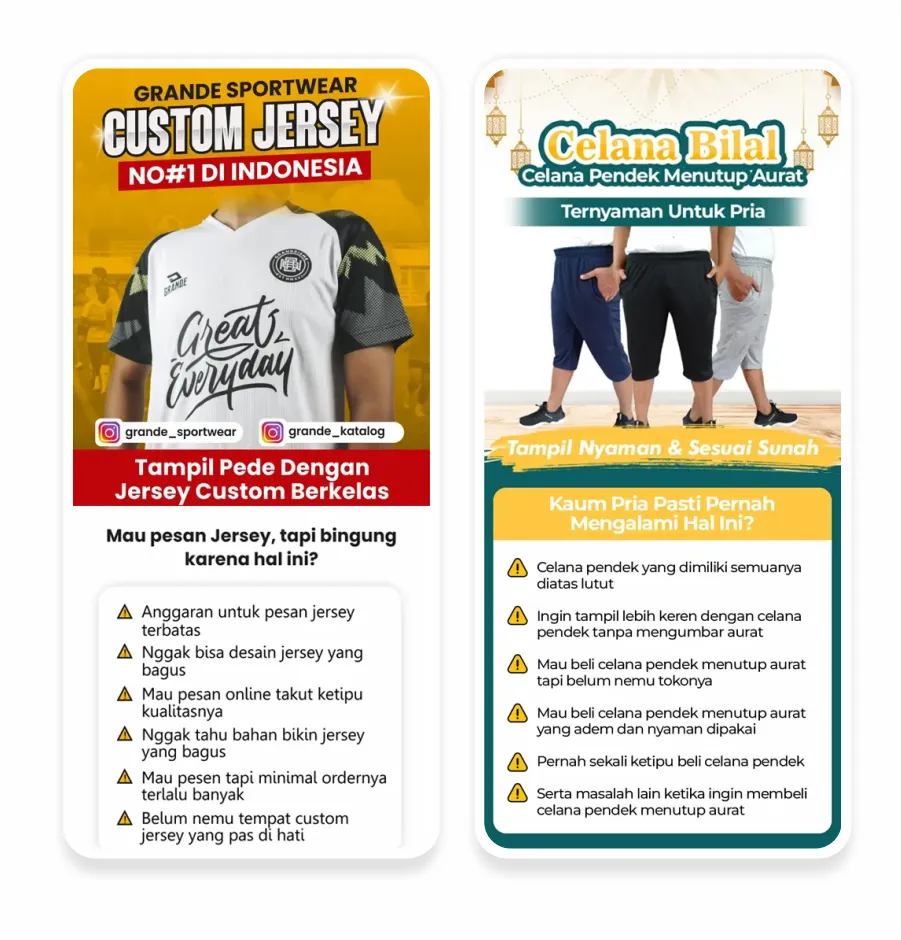 GRANDE SPORTWEAR
CUSTOM JERSEY
NO#1 DI INDONESIA
GRANDE
Great
Everyday
grande_sportwear
grande_katalog
Tampil Pede Dengan
Jersey Custom Berkelas
Mau pesan Jersey, tapi bingung
karena hal ini?
Anggaran untuk pesan jersey
terbatas
Nggak bisa desain jersey yang
bagus
Mau pesan online takut ketipu
kualitasnya
Nggak tahu bahan bikin jersey
yang bagus
Mau pesen tapi minimal ordernya
terlalu banyak
Belum nemu tempat custom
jersey yang pas di hati
Celana Bilal
Celana Pendek Menutup Aurat
Ternyaman Untuk Pria
Tampil Nyaman & Sesuai Sunah
Kaum Pria Pasti Pernah
Mengalami Hal Ini?
Celana pendek yang dimiliki semuanya
diatas lutut
Ingin tampil lebih keren dengan celana
pendek tanpa mengumbar aurat
Mau beli celana pendek menutup aurat
tapi belum nemu tokonya
Mau beli celana pendek menutup aurat
yang adem dan nyaman dipakai
Pernah sekali ketipu beli celana pendek
Serta masalah lain ketika ingin membeli
celana pendek menutup aurat